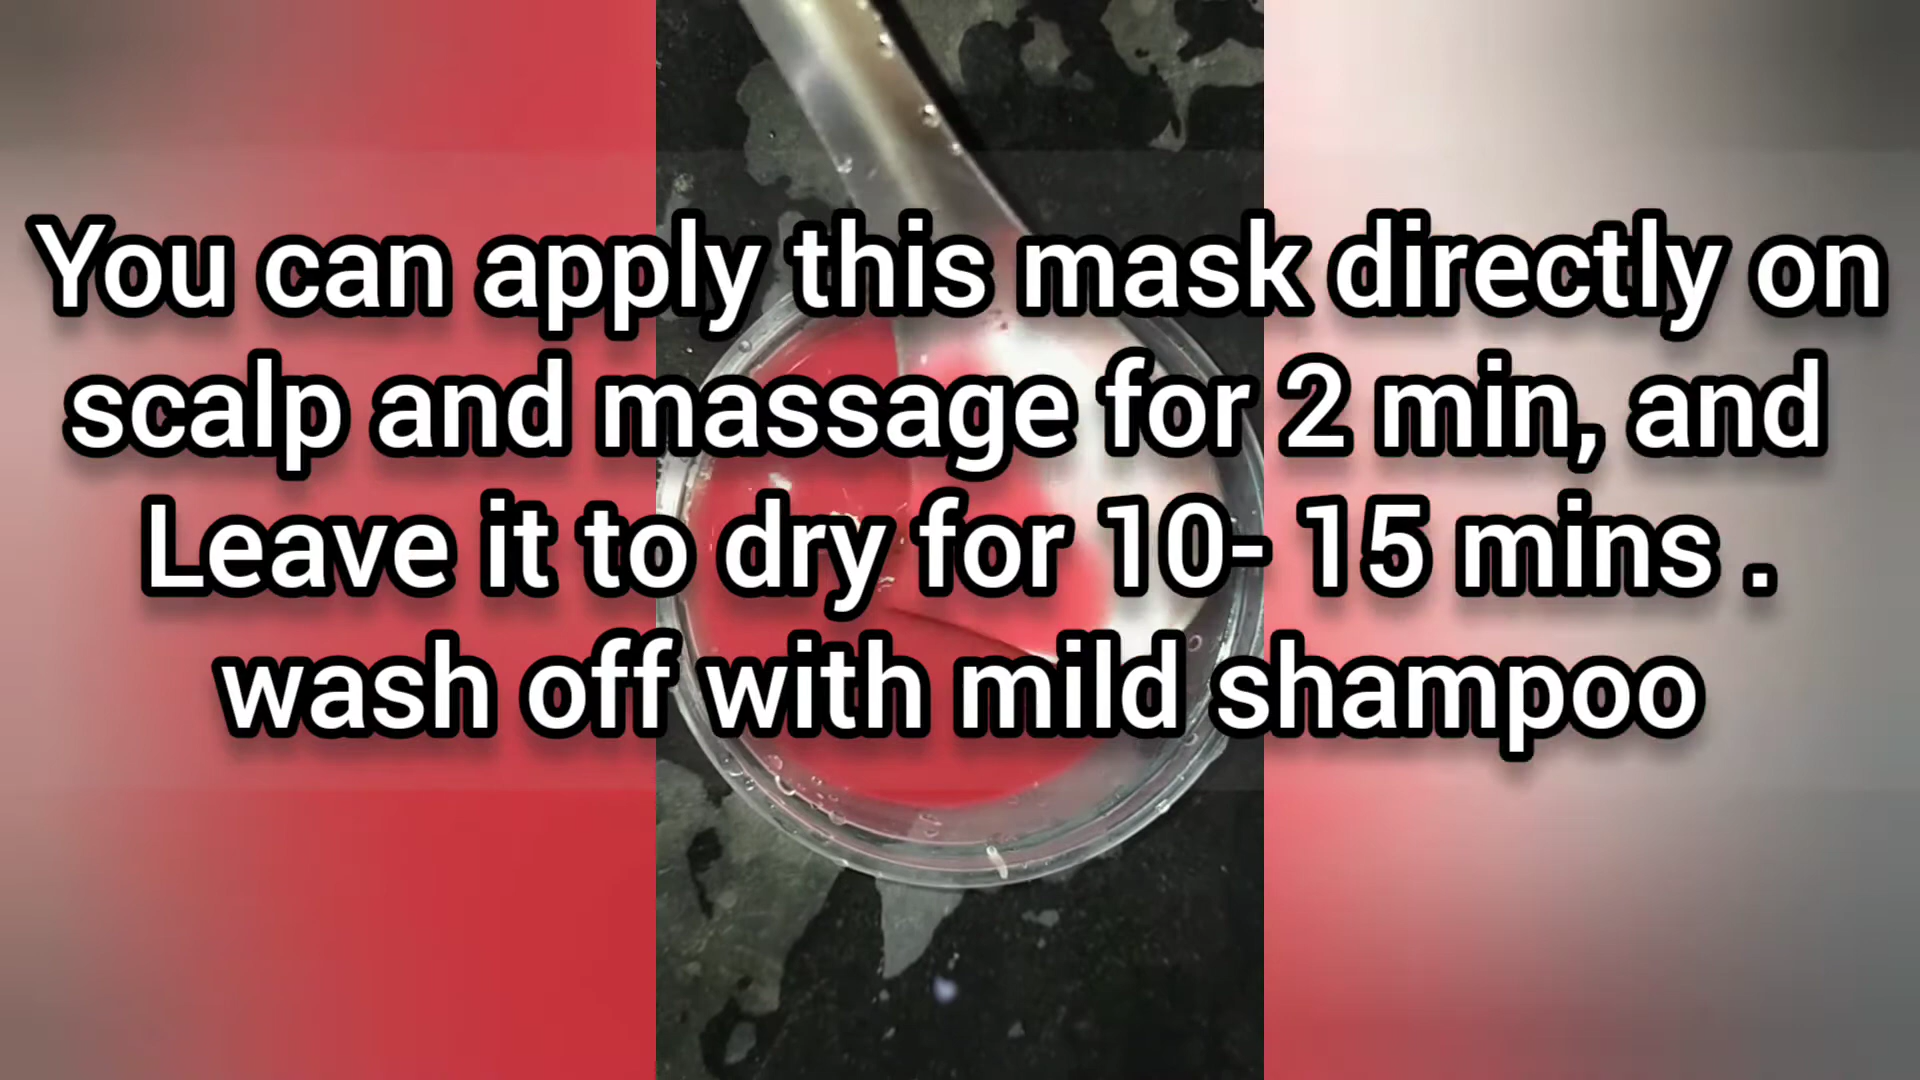 You can apply this mask directly on
scalp and massage for 2 min, and
Leave it to dry for 10- 15 mins .
wash off with mild shampoo